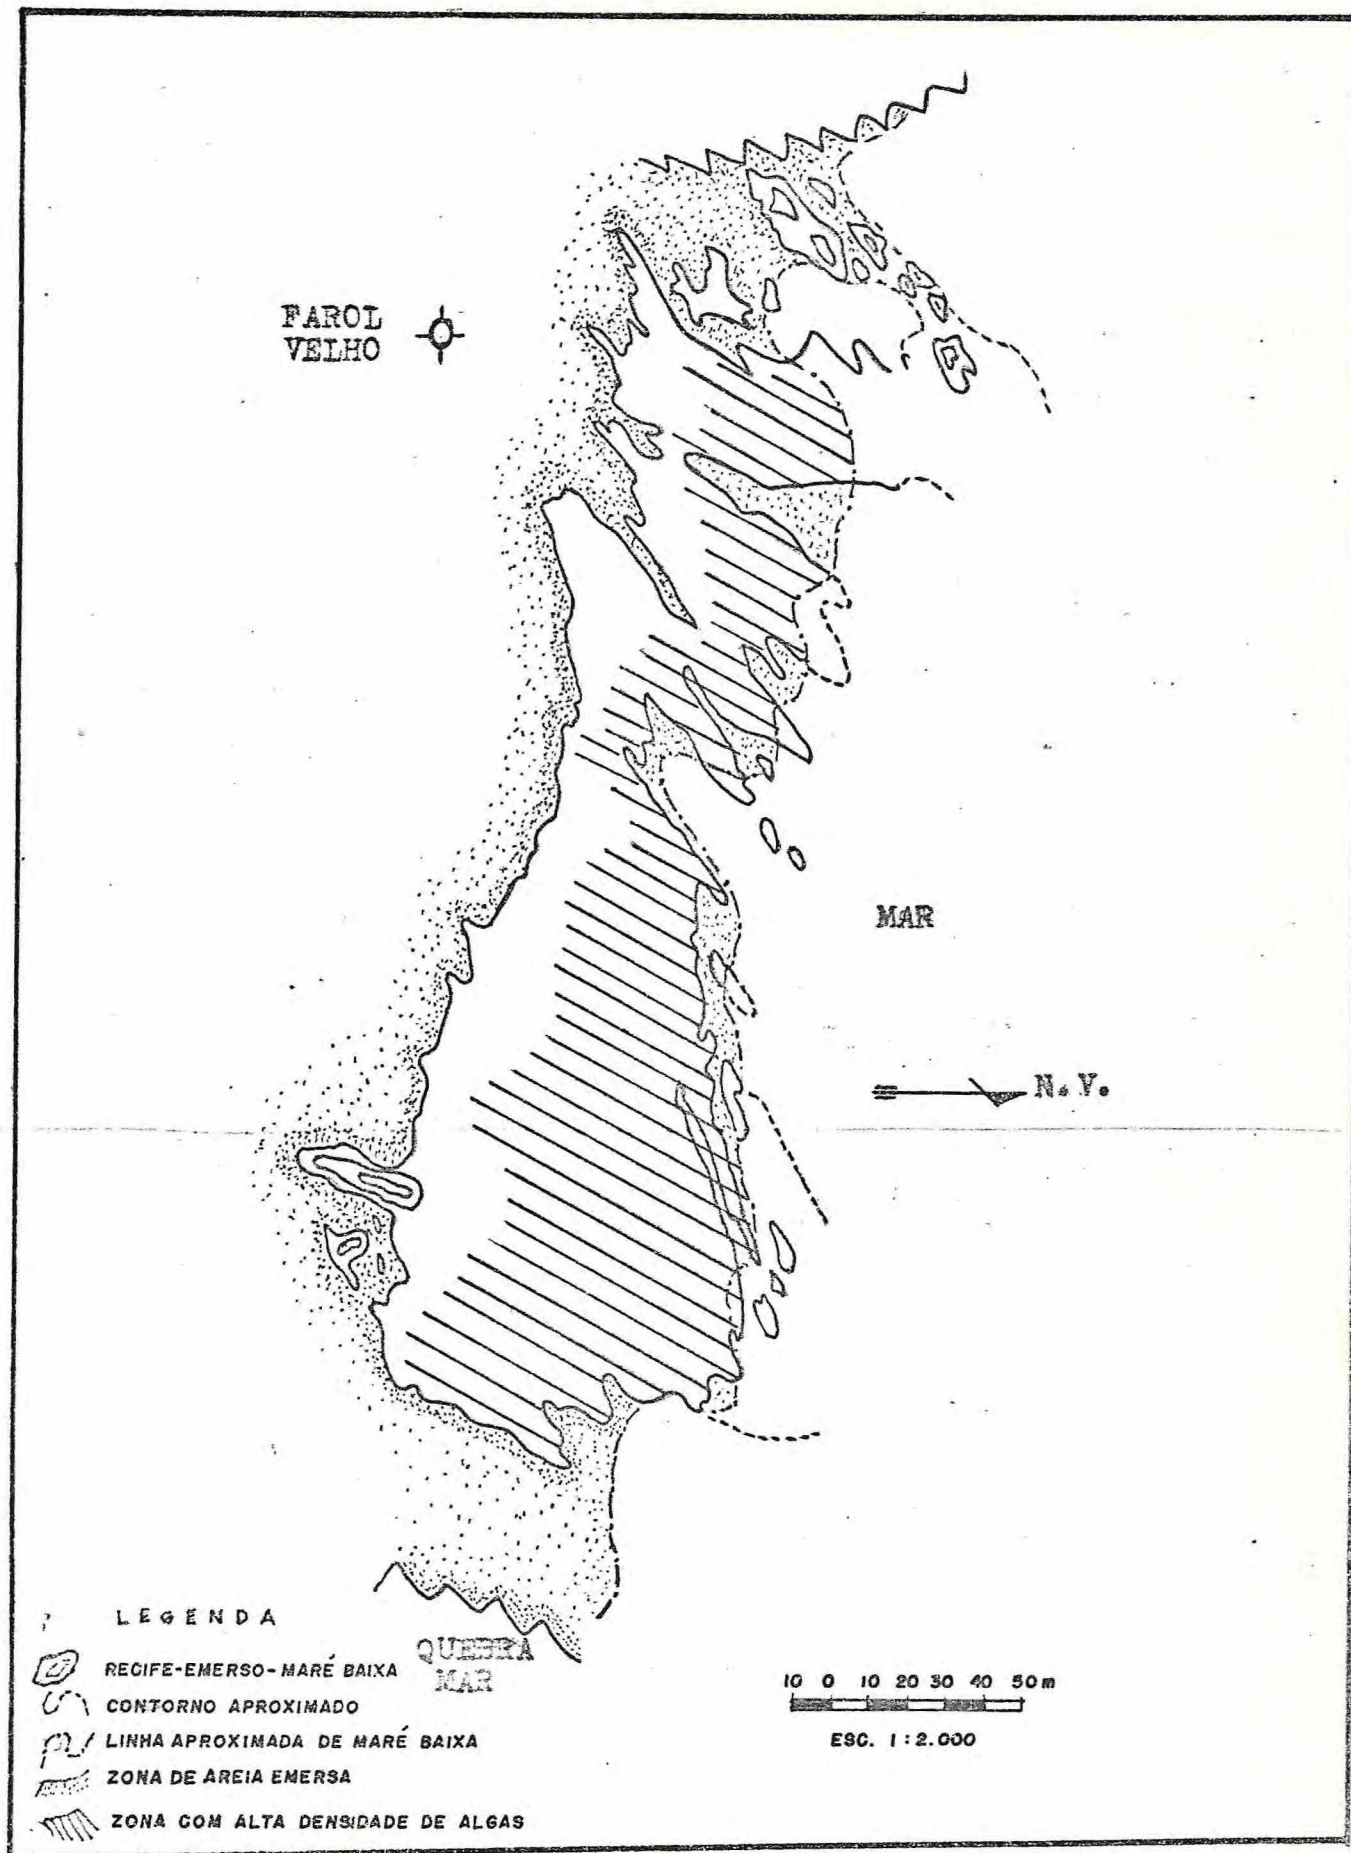 FAROL
VELHO
MAR
N. V.
LEGENDA
RECIFE-EMERSO-MARÉ BAIXA
CONTORNO APROXIMADO
LINHA APROXIMADA DE MARÉ BAIXA
ZONA DE AREIA EMERSA
ZONA COM ALTA DENSIDADE DE ALGAS
QUEBRA
MAR
10 0 10 20 30 40 50m
ESC. 1:2.000